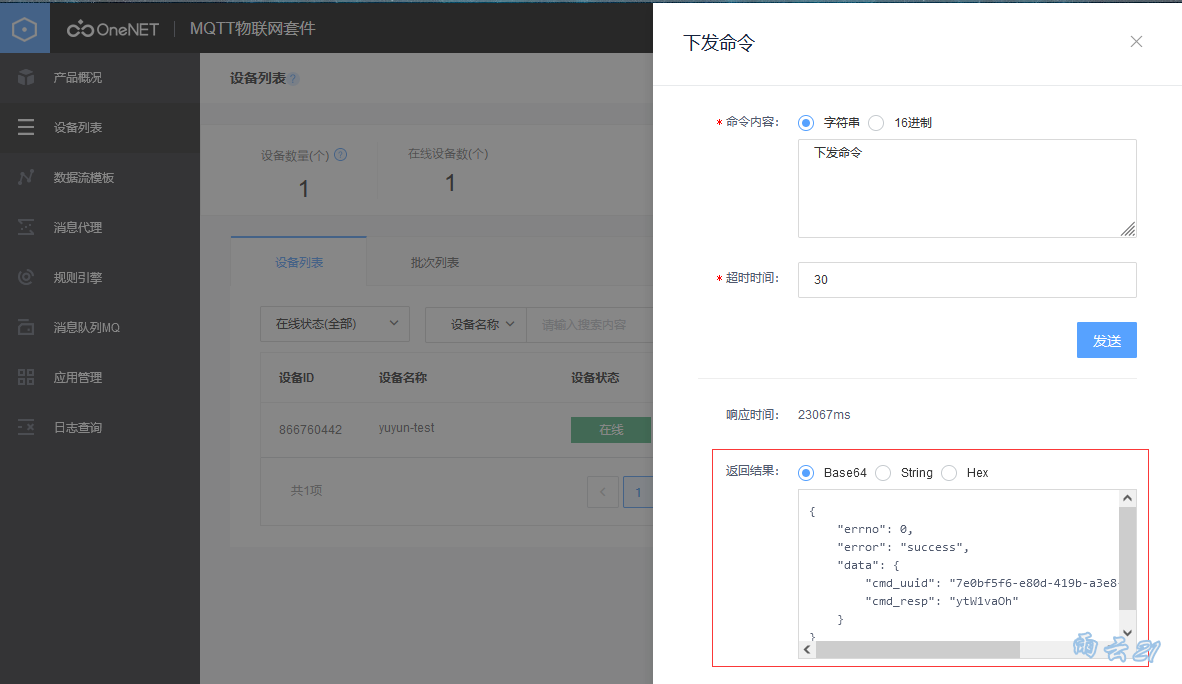 OneNET
MQTT物联网套件
产品概况
设备列表
数据流模板
消息代理
规则引擎
消息队列MQ
应用管理
日志查询
设备列表?
设备数量(个) ?
1
在线设备数(个)
1
设备列表
批次列表
在线状态(全部)
设备名称
请输入搜索内容
设备ID 设备名称 设备状态
866760442 yuyun-test 在线
共1项
< 1
下发命令
* 命令内容: 字符串 16进制
下发命令
* 超时时间: 30
发送
响应时间: 23067ms
返回结果: Base64 String Hex
{
"errno": 0,
"error": "success",
"data": {
"cmd_uuid": "7e0bf5f6-e80d-419b-a3e8-
"cmd_resp": "ytW1vaOh"
}
}
雨云21